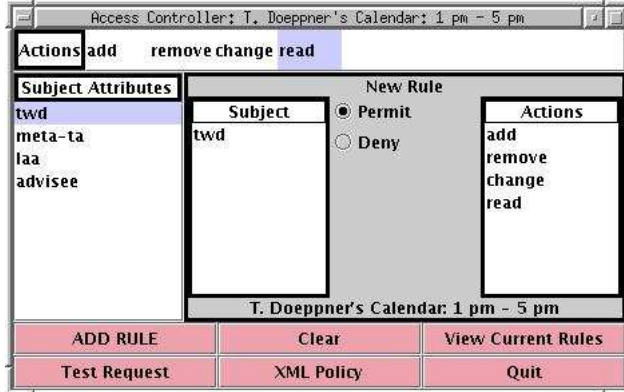 Access Controller: T. Doeppner's Calendar: 1 pm - 5 pm
Actions add remove change read
Subject Attributes
twd
meta-ta
laa
advisee
New Rule
Subject
twd
Permit
Deny
Actions
add
remove
change
read
T. Doeppner's Calendar: 1 pm - 5 pm
ADD RULE Clear View Current Rules
Test Request XML Policy Quit